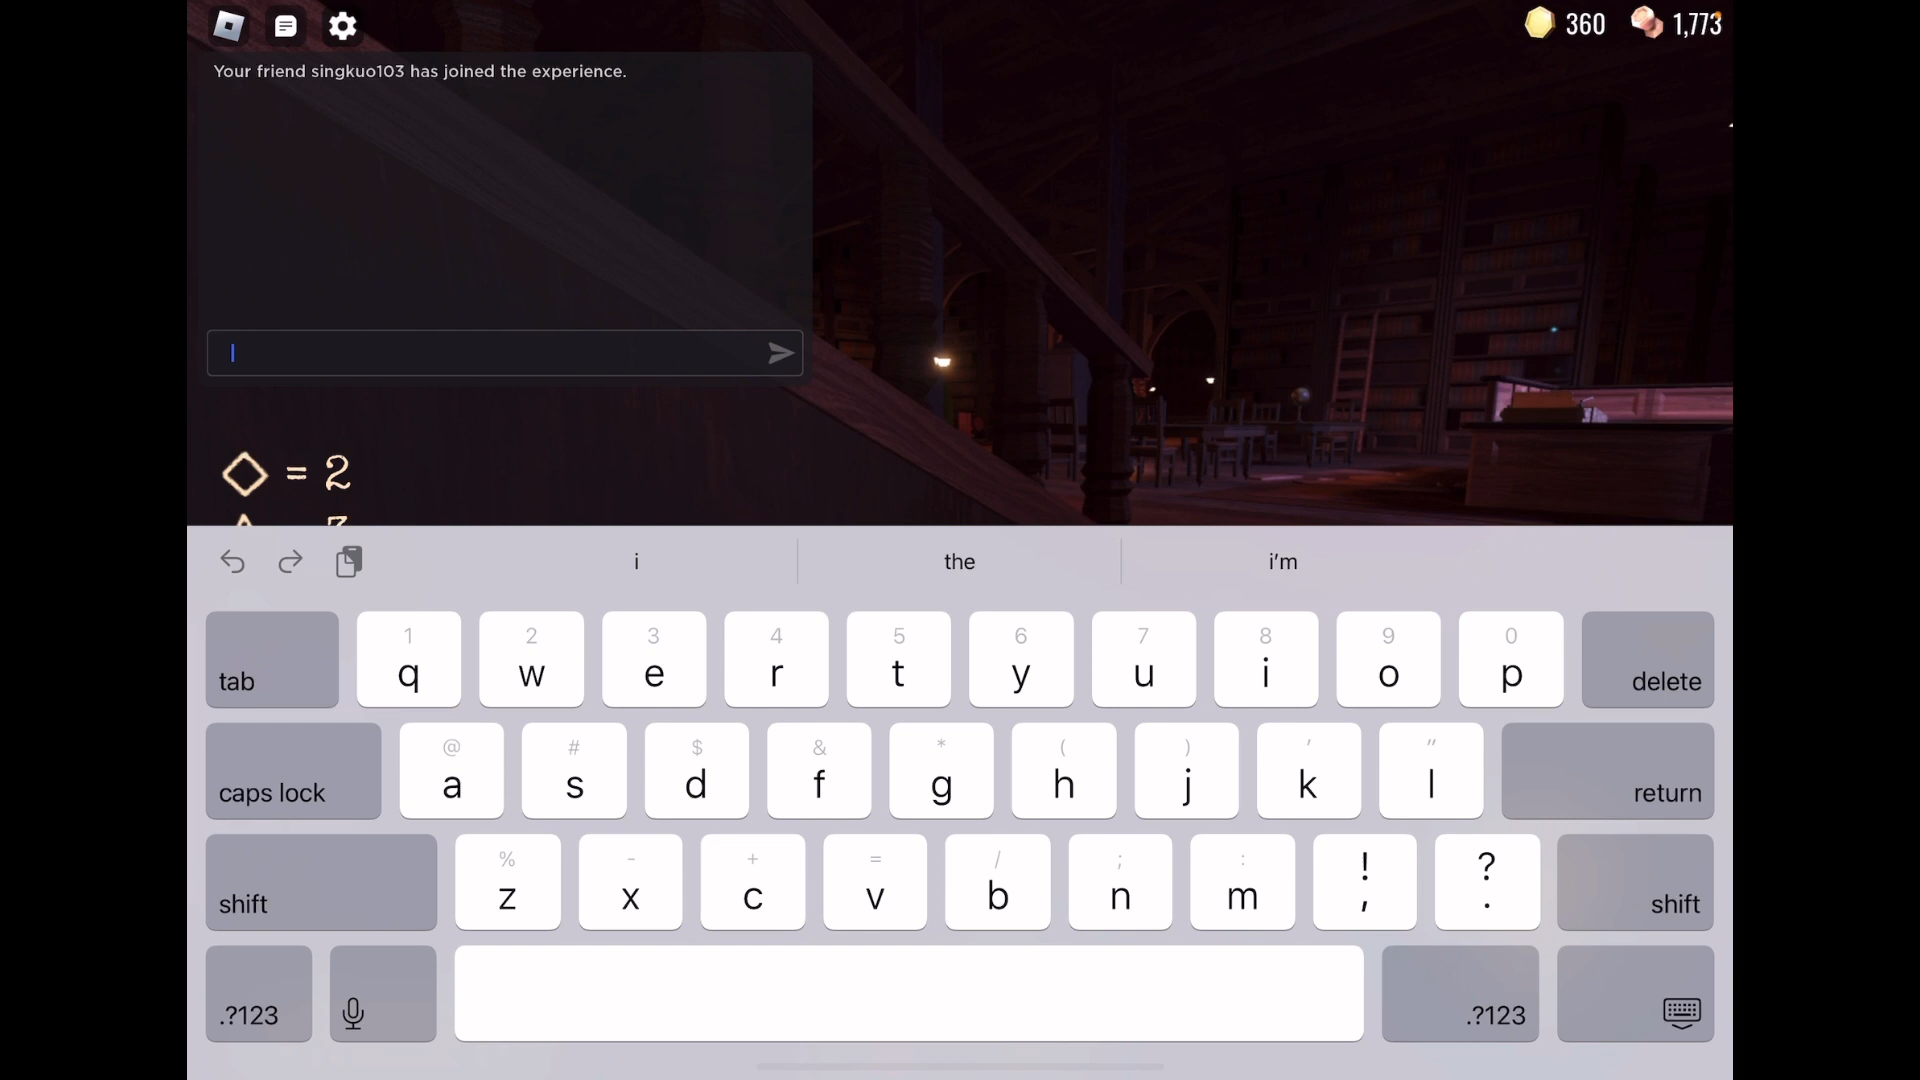 360 1,773
Your friend singkuo103 has joined the experience.
= 2
i the i'm
1 2 3 4 5 6 7 8 9 0
tab q w e r t y u i o p delete
@ # $ & * ( ) ' "
caps lock a s d f g h j k l return
% - + = / ; : ! ?
shift z x c v b n m , . shift
.?123 .?123